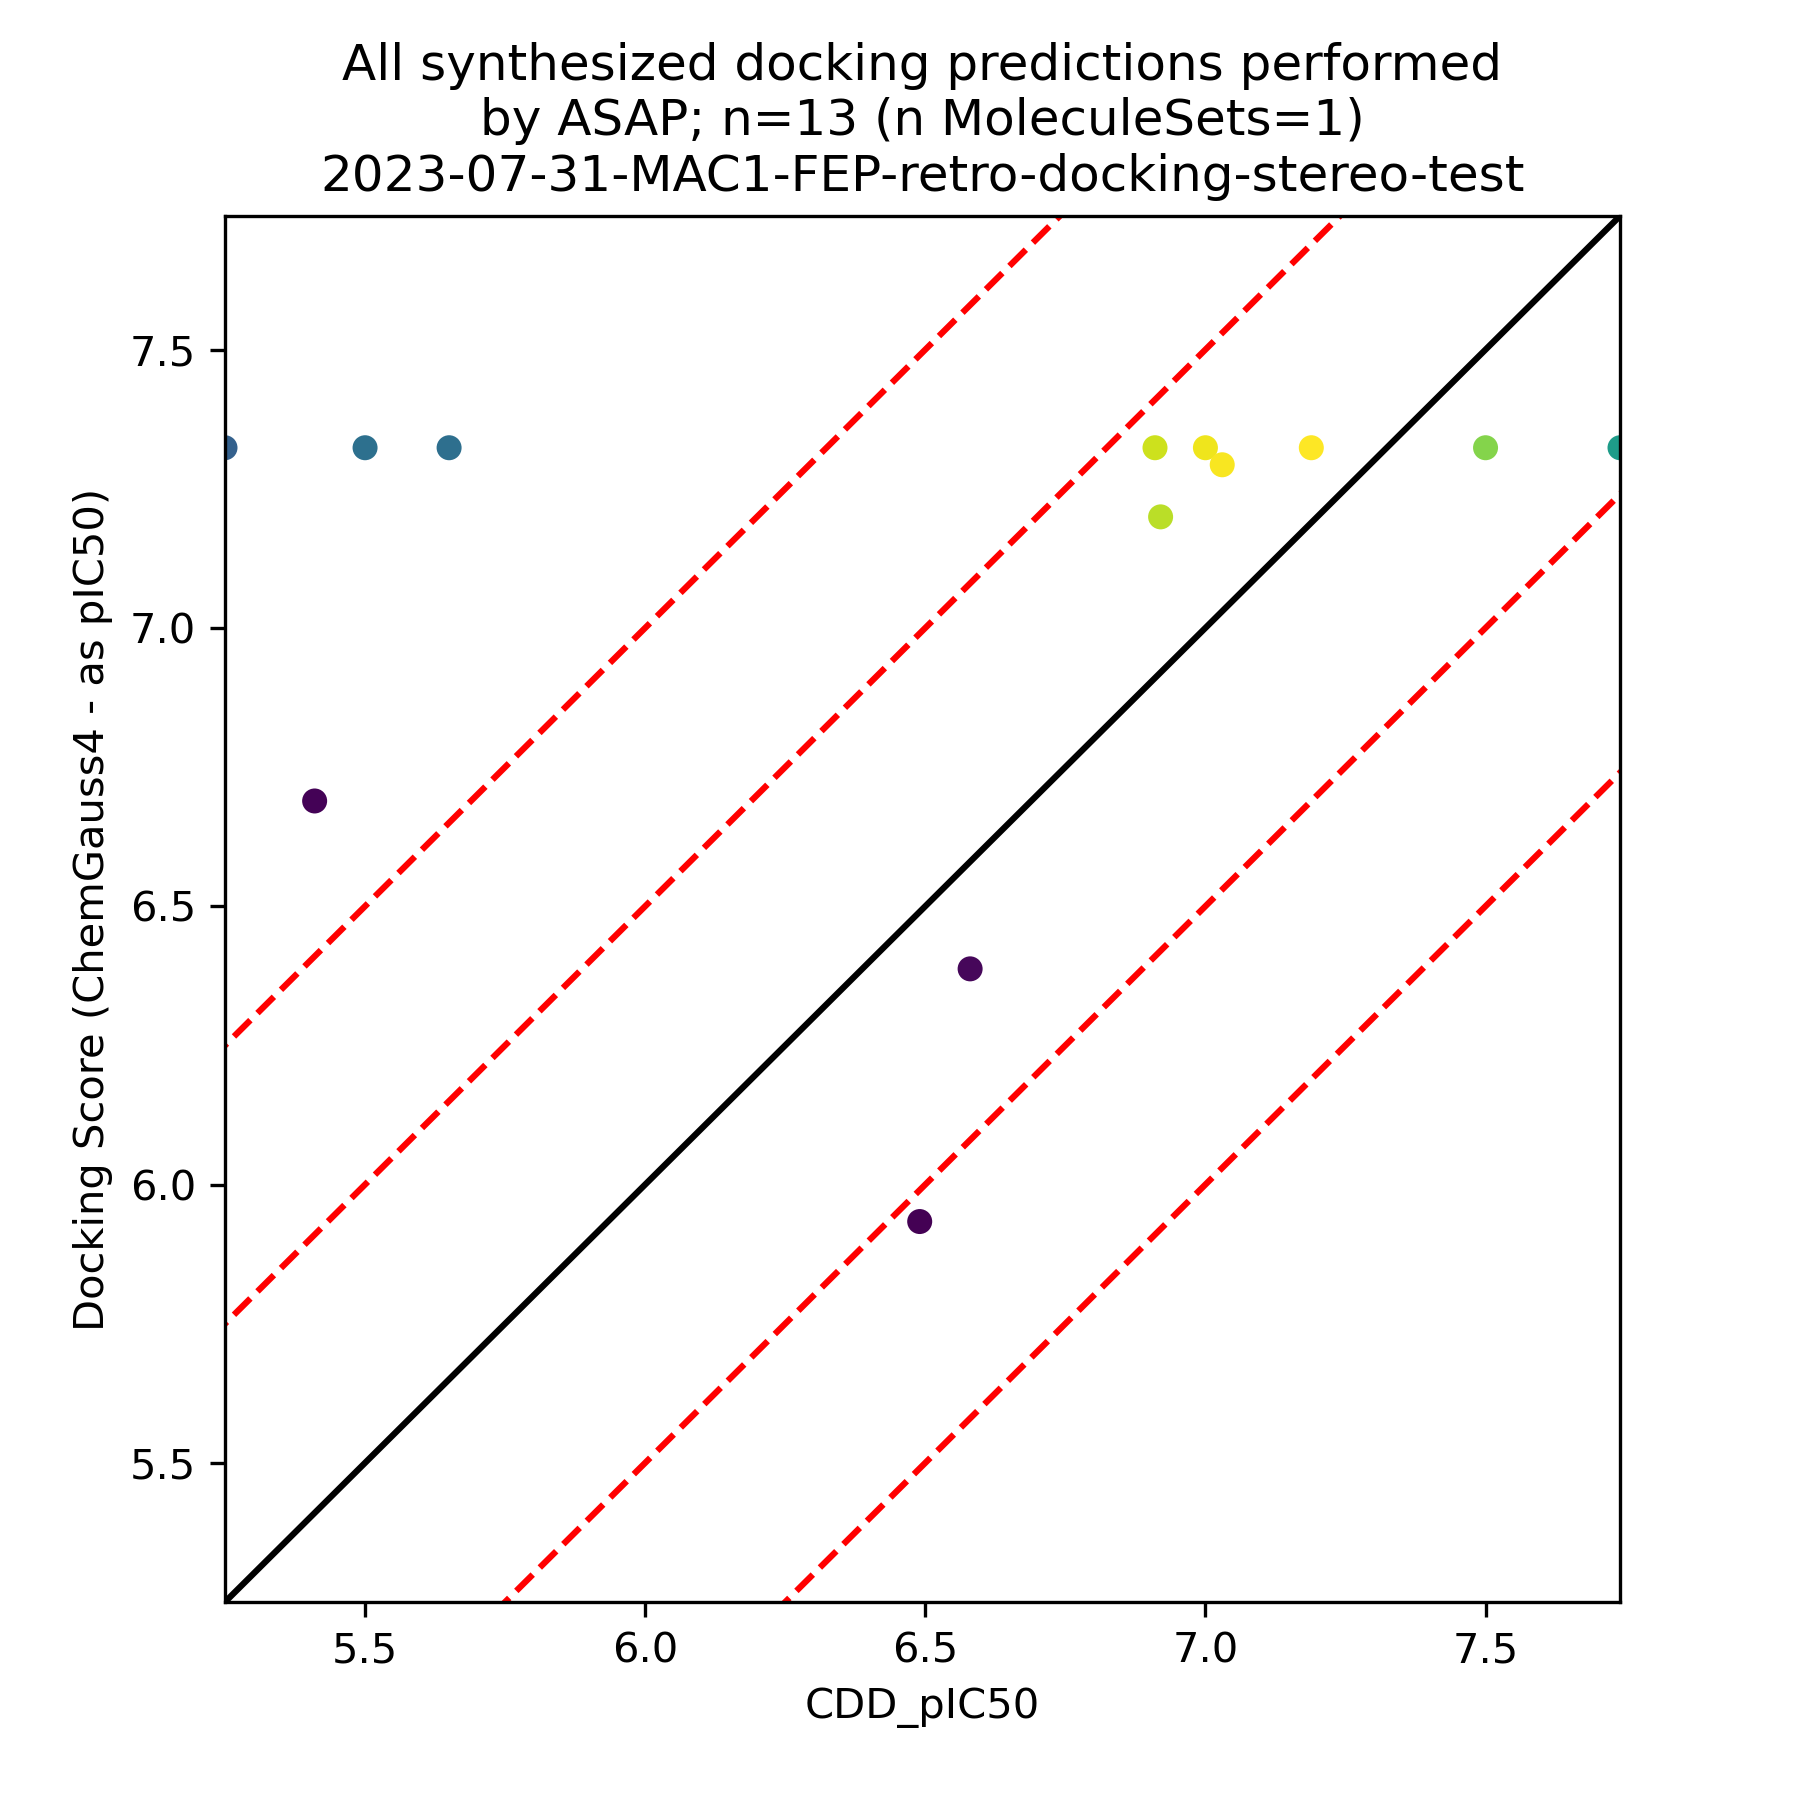 All synthesized docking predictions performed
by ASAP; n=13 (n MoleculeSets=1)
2023-07-31-MAC1-FEP-retro-docking-stereo-test
Docking Score (ChemGauss4 - as pIC50)
7.5
7.0
6.5
6.0
5.5
5.5
6.0
6.5
7.0
7.5
CDD_pIC50